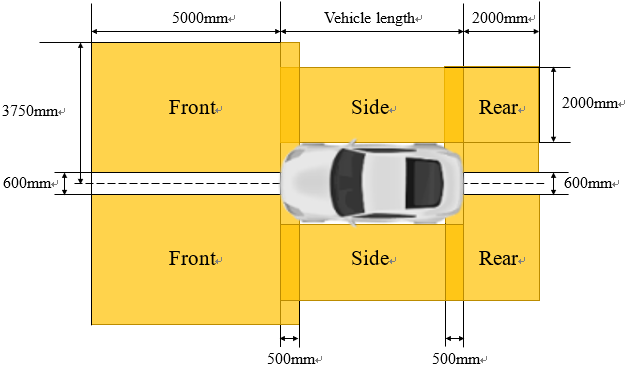 5000mm↵
Vehicle length↵
2000mm↵
3750mm↵
Front↵
Side↵
Rear↵
2000mm↵
600mm↵
600mm↵
Front↵
Side↵
Rear↵
500mm↵
500mm↵